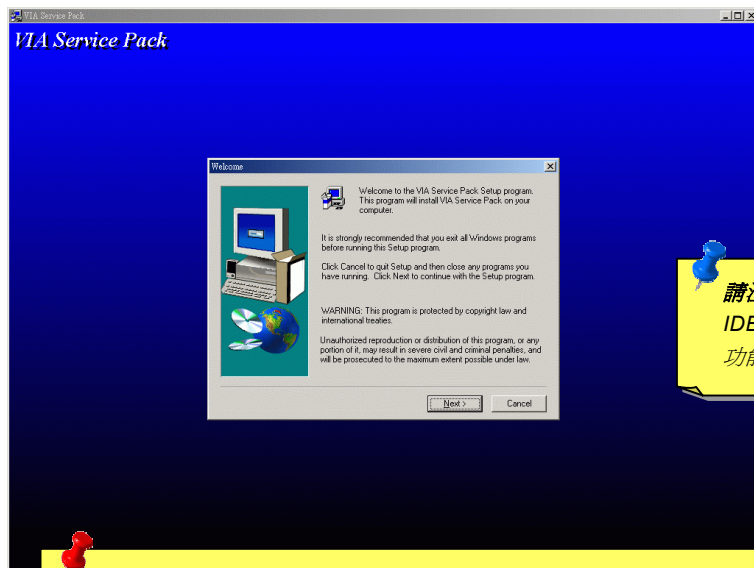 VIA Service Pack
VIA Service Pack
Welcome
Welcome to the VIA Service Pack Setup program.
This program will install VIA Service Pack on your
computer.
It is strongly recommended that you exit all Windows programs
before running this Setup program.
Click Cancel to quit Setup and then close any programs you
have running. Click Next to continue with the Setup program.
WARNING: This program is protected by copyright law and
international treaties.
Unauthorized reproduction or distribution of this program, or any
portion of it, may result in severe civil and criminal penalties, and
will be prosecuted to the maximum extent possible under law.
Next >
Cancel
請注
IDE
功能